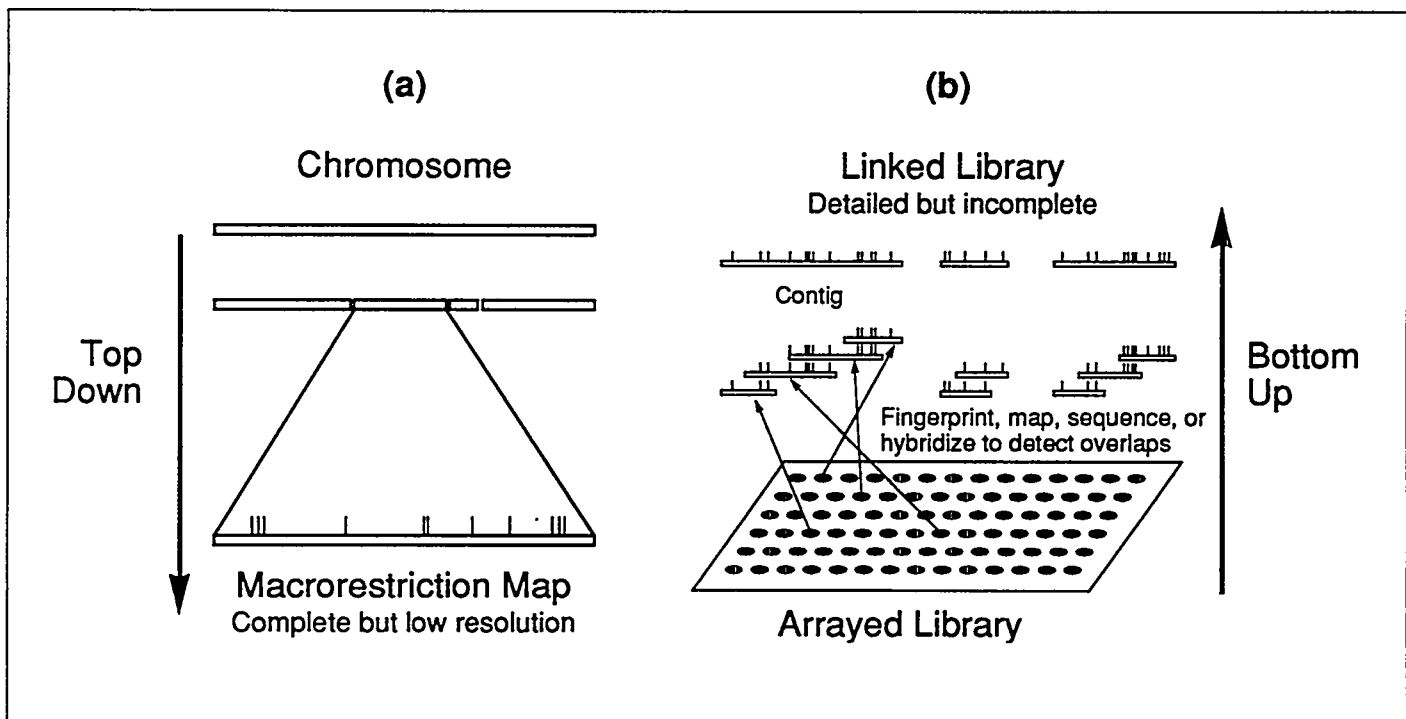 (a)
Chromosome
Top
Down
Macrorestriction Map
Complete but low resolution
(b)
Linked Library
Detailed but incomplete
Contig
Fingerprint, map, sequence, or
hybridize to detect overlaps
Bottom
Up
Arrayed Library